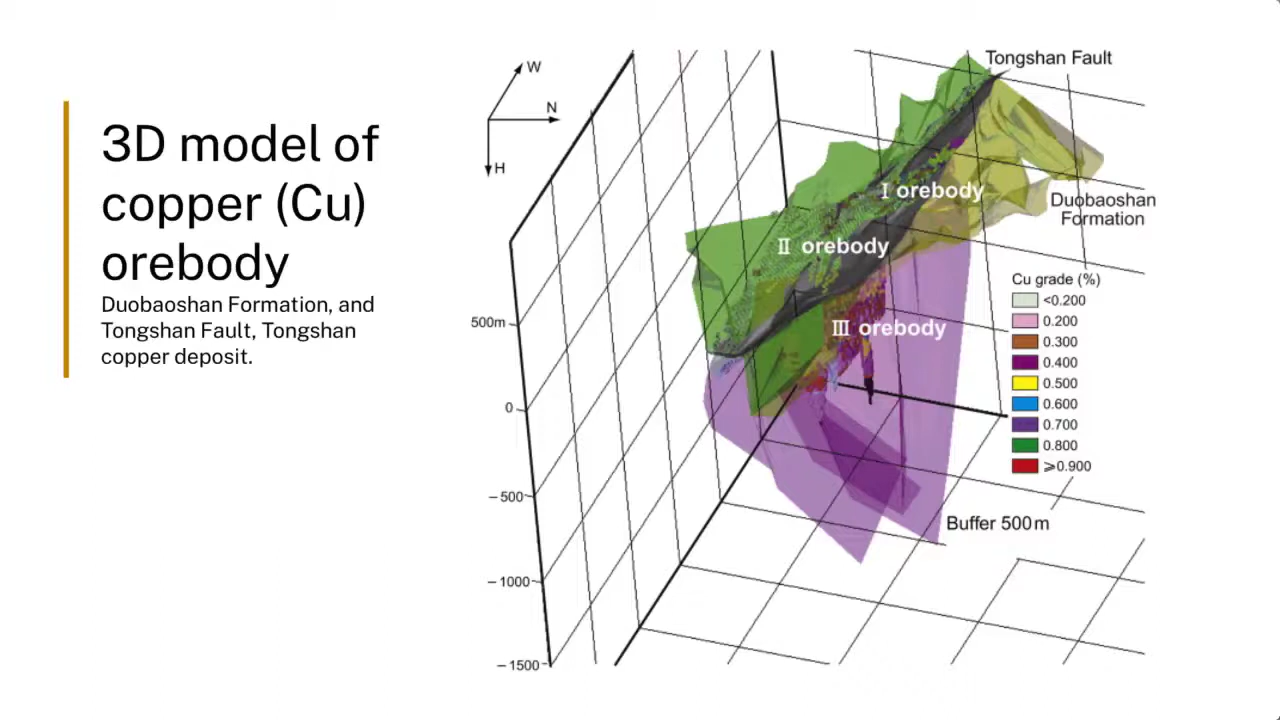 3D model of
copper (Cu)
orebody
Duobaoshan Formation, and
Tongshan Fault, Tongshan
copper deposit.
W
N
H
Tongshan Fault
Ⅰ orebody
Duobaoshan
Formation
Ⅱ orebody
Ⅲ orebody
Cu grade (%)
<0.200
0.200
0.300
0.400
0.500
0.600
0.700
0.800
⩾0.900
500m
0
−500
−1000
−1500
Buffer 500m